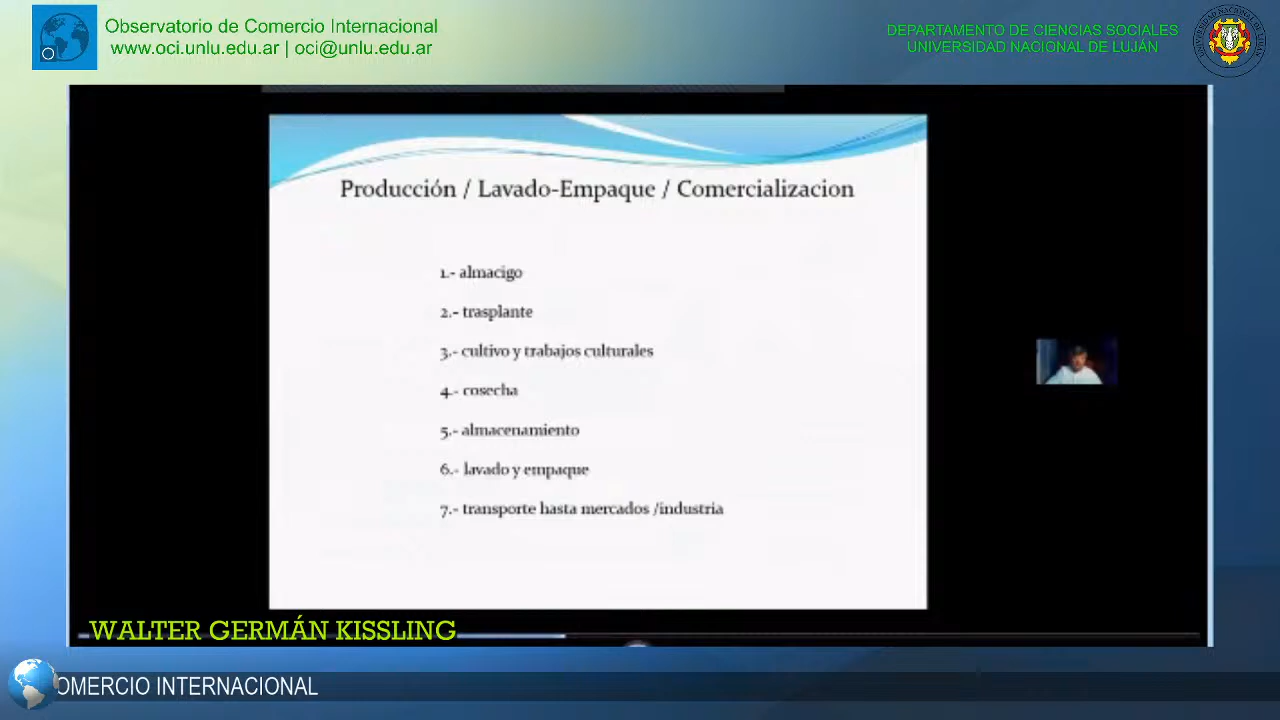 Observatorio de Comercio Internacional
www.oci.unlu.edu.ar | oci@unlu.edu.ar
DEPARTAMENTO DE CIENCIAS SOCIALES
UNIVERSIDAD NACIONAL DE LUJÁN
Producción / Lavado-Empaque / Comercializacion
1.- almacigo
2.- trasplante
3.- cultivo y trabajos culturales
4.- cosecha
5.- almacenamiento
6.- lavado y empaque
7.- transporte hasta mercados /industria
WALTER GERMÁN KISSLING
OMERCIO INTERNACIONAL